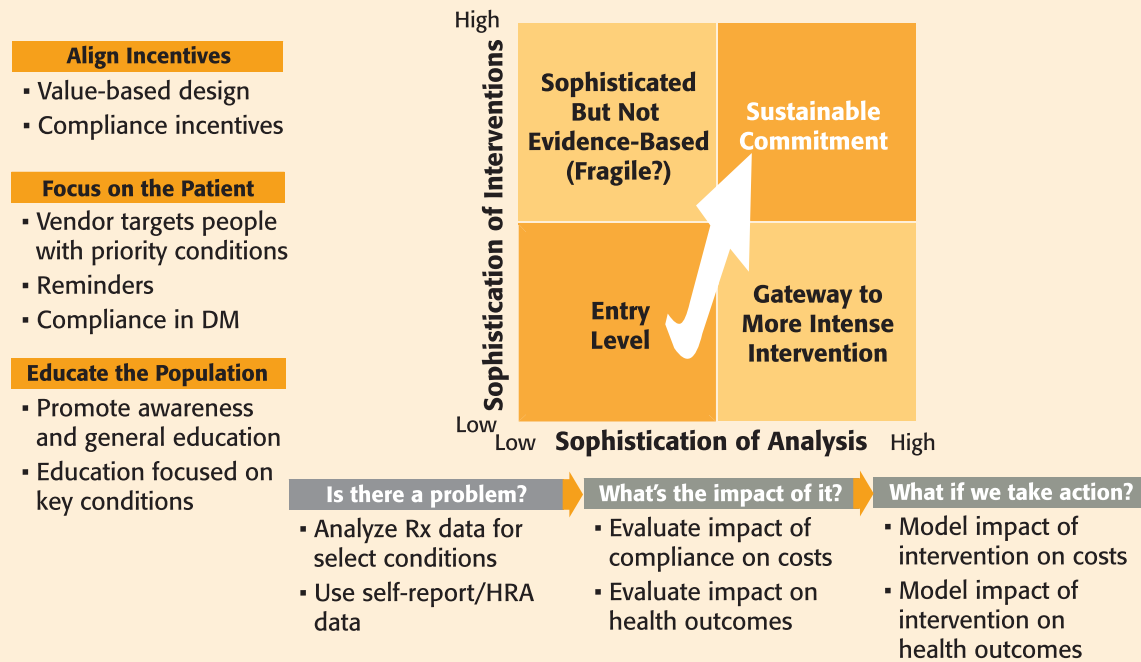 Align Incentives
▪ Value-based design
▪ Compliance incentives
Focus on the Patient
▪ Vendor targets people
with priority conditions
▪ Reminders
▪ Compliance in DM
Educate the Population
▪ Promote awareness
and general education
▪ Education focused on
key conditions
High
Sophistication of Interventions
Low
Sophisticated
But Not
Evidence-Based
(Fragile?)
Sustainable
Commitment
Entry
Level
Gateway to
More Intense
Intervention
Low
Sophistication of Analysis
High
Is there a problem?
▪ Analyze Rx data for
select conditions
▪ Use self-report/HRA
data
What's the impact of it?
▪ Evaluate impact of
compliance on costs
▪ Evaluate impact on
health outcomes
What if we take action?
▪ Model impact of
intervention on costs
▪ Model impact of
intervention on
health outcomes